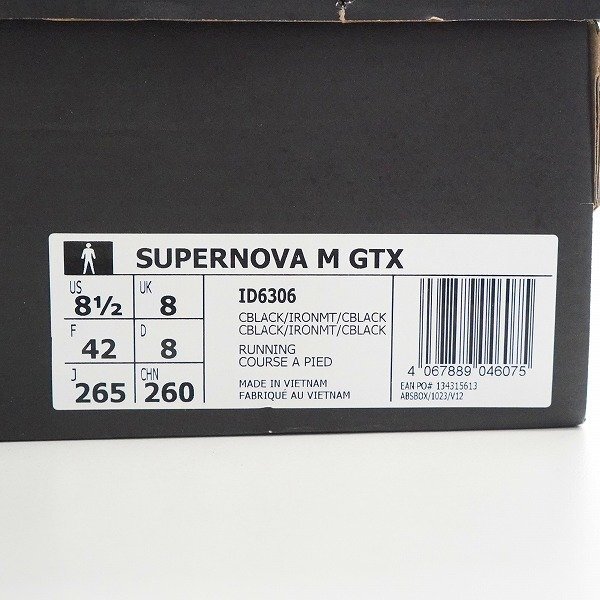 SUPERNOVA M GTX
US 8½ UK 8
F 42 D 8
J 265 CHN 260
ID6306
CBLACK/IRONMT/CBLACK
CBLACK/IRONMT/CBLACK
RUNNING
COURSE A PIED
MADE IN VIETNAM
FABRIQUÉ AU VIETNAM
4 067889 046075
EAN PO# 134315613
ABSBOX/1023/V12